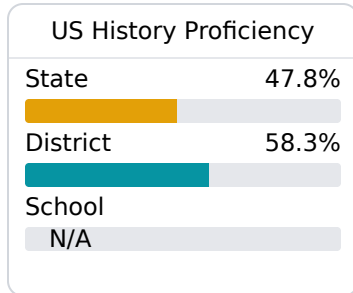 US History Proficiency
State 47.8%
District 58.3%
School
N/A